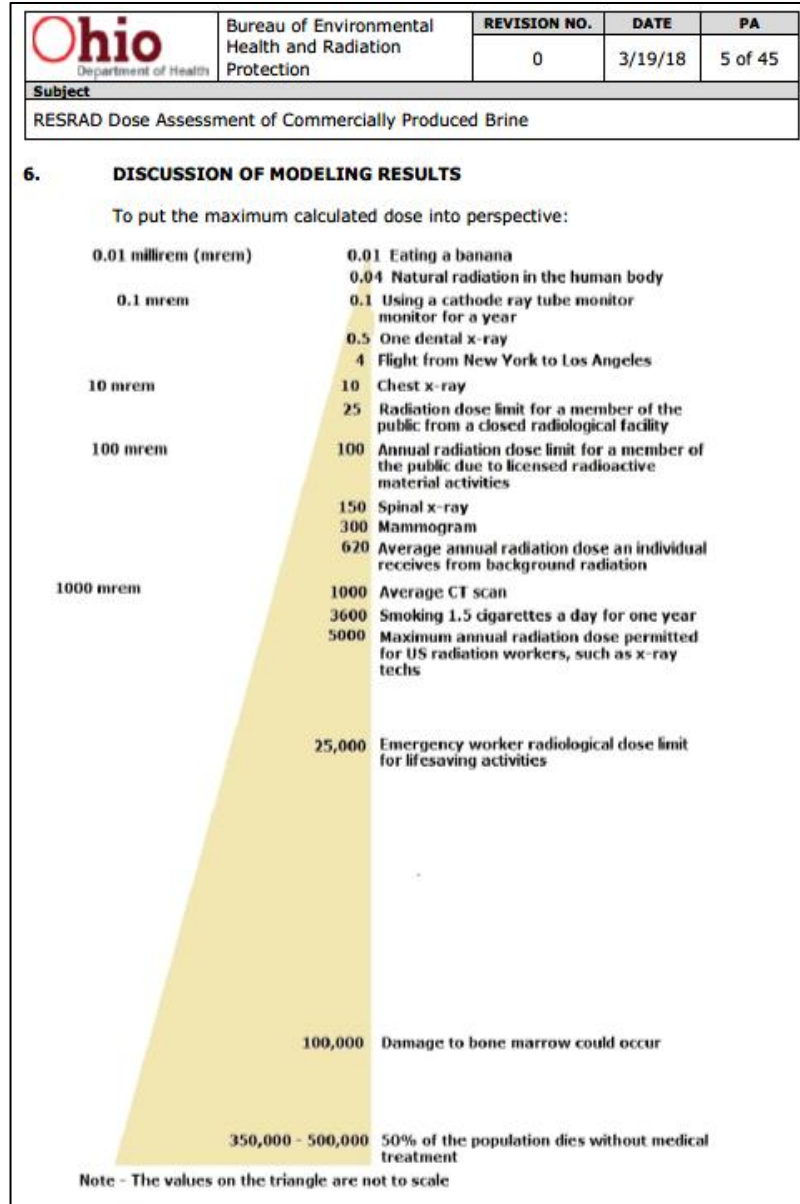 Ohio
Department of Health
Bureau of Environmental
Health and Radiation
Protection
REVISION NO.
DATE
PA
0
3/19/18
5 of 45
Subject
RESRAD Dose Assessment of Commercially Produced Brine
6. DISCUSSION OF MODELING RESULTS
To put the maximum calculated dose into perspective:
0.01 millirem (mrem) 0.01 Eating a banana
0.04 Natural radiation in the human body
0.1 mrem 0.1 Using a cathode ray tube monitor
monitor for a year
0.5 One dental x-ray
4 Flight from New York to Los Angeles
10 mrem 10 Chest x-ray
25 Radiation dose limit for a member of the
public from a closed radiological facility
100 mrem 100 Annual radiation dose limit for a member of
the public due to licensed radioactive
material activities
150 Spinal x-ray
300 Mammogram
620 Average annual radiation dose an individual
receives from background radiation
1000 mrem 1000 Average CT scan
3600 Smoking 1.5 cigarettes a day for one year
5000 Maximum annual radiation dose permitted
for US radiation workers, such as x-ray
techs
25,000 Emergency worker radiological dose limit
for lifesaving activities
100,000 Damage to bone marrow could occur
350,000 - 500,000 50% of the population dies without medical
treatment
Note - The values on the triangle are not to scale